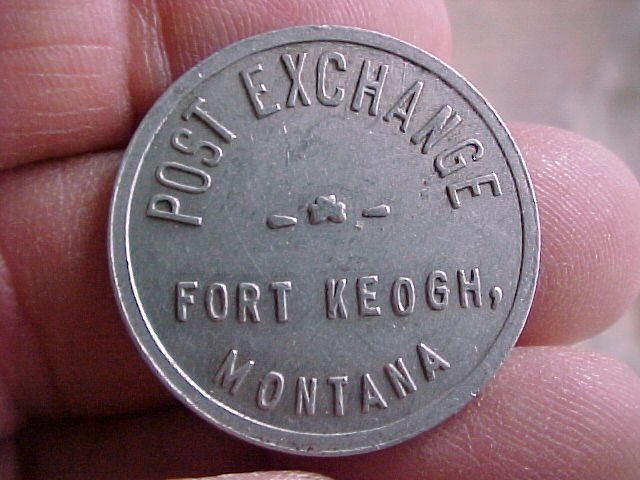 POST EXCHANGE
FORT KEOGH,
MONTANA